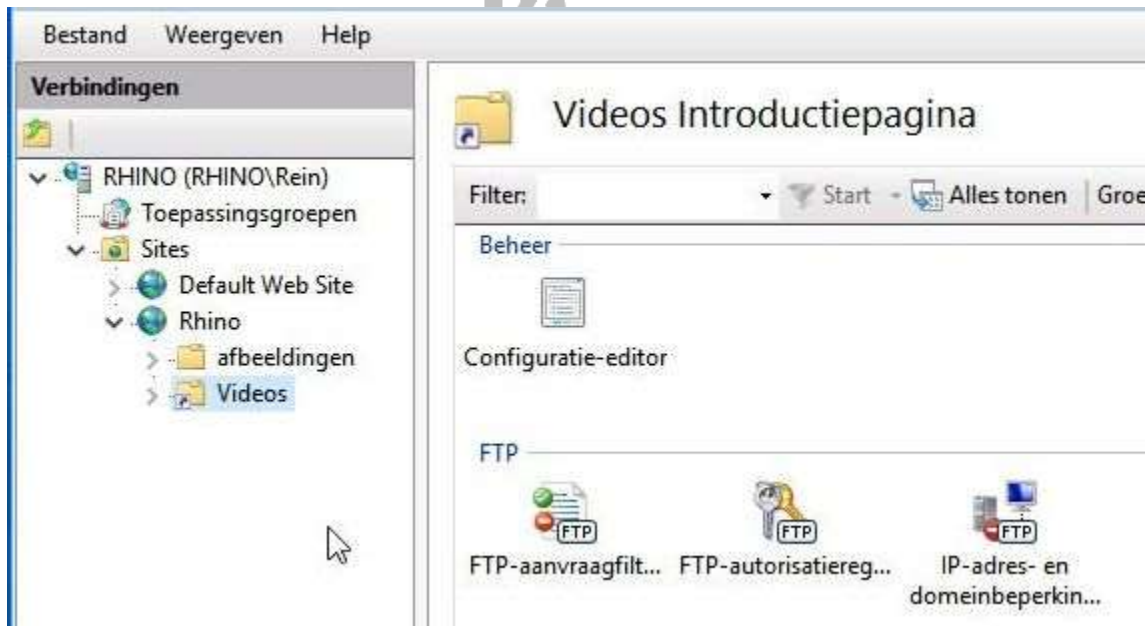 Bestand Weergeven Help
Verbindingen
RHINO (RHINO\Rein)
Toepassingsgroepen
Sites
Default Web Site
Rhino
afbeeldingen
Videos
Videos Introductiepagina
Filter: Start Alles tonen Groe
Beheer
Configuratie-editor
FTP
FTP FTP FTP
FTP-aanvraagfilt... FTP-autorisatiereg... IP-adres- en
domeinbeperkin...